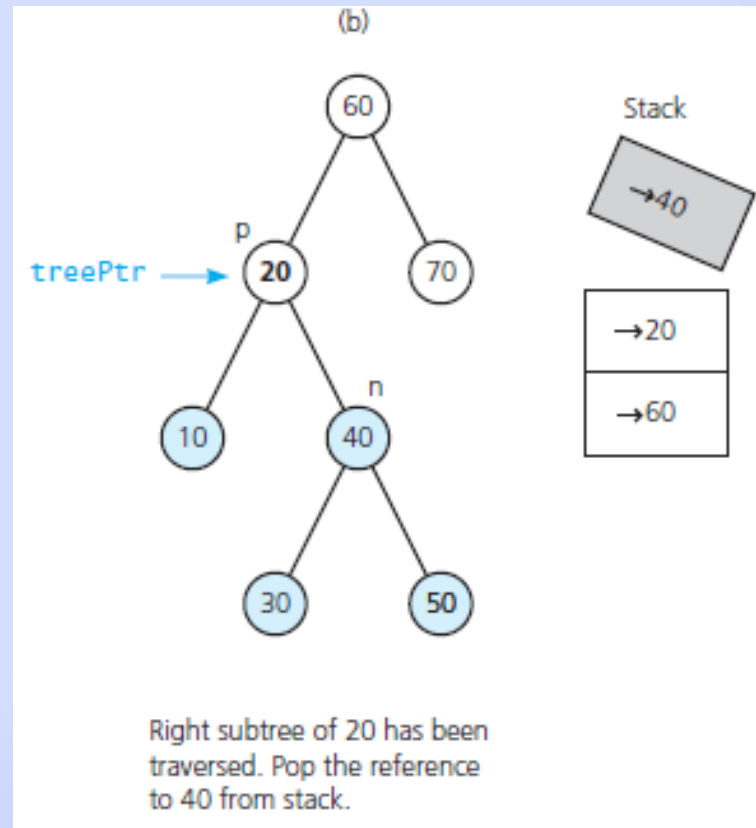 (b)
60
Stack
→40
p
treePtr
20
70
→20
n
→60
10
40
30
50
Right subtree of 20 has been
traversed. Pop the reference
to 40 from stack.